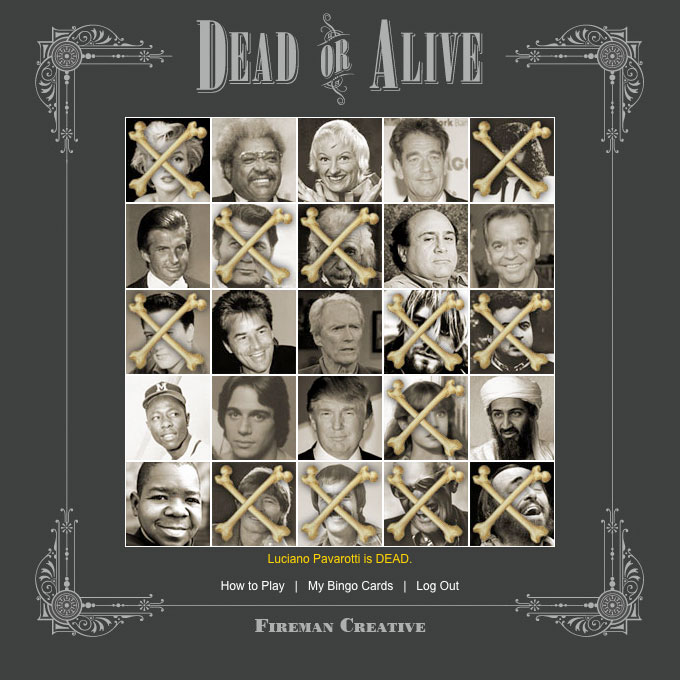 DEAD OR ALIVE
Luciano Pavarotti is DEAD.
How to Play | My Bingo Cards | Log Out
FIREMAN CREATIVE